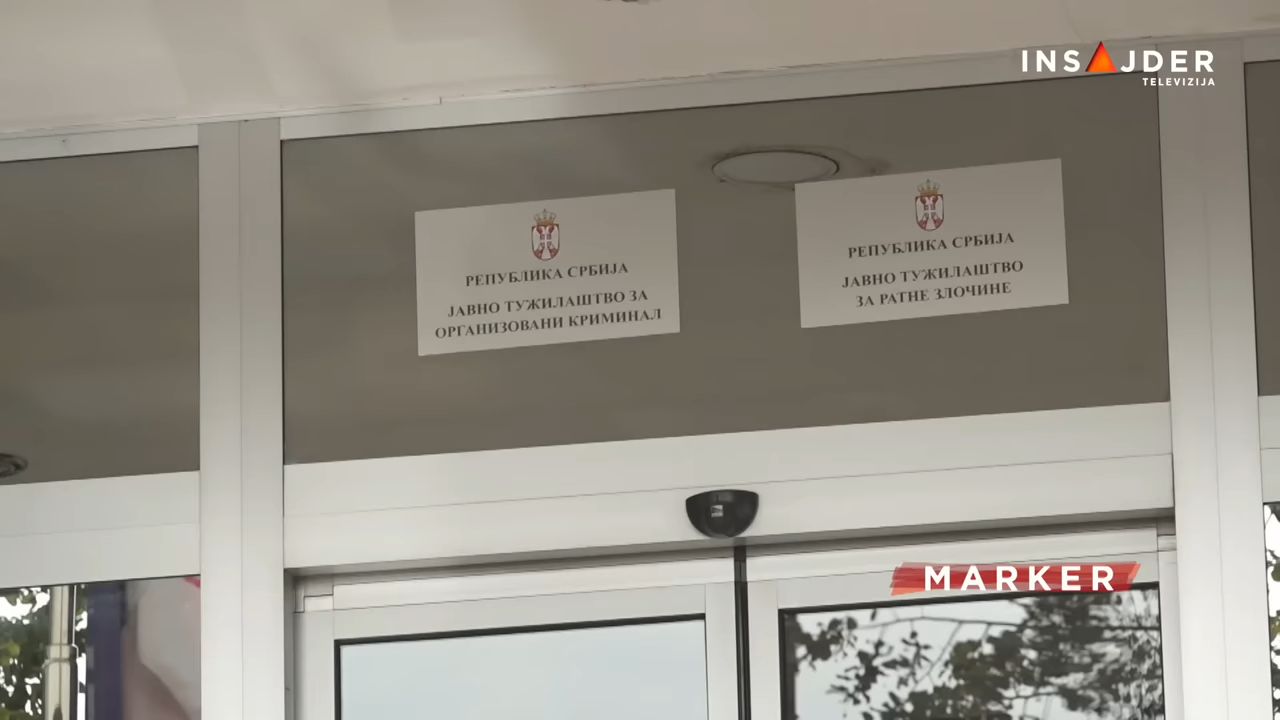 INSAJDER
TELEVIZIJA
РЕПУБЛИКА СРБИЈА
ЈАВНО ТУЖИЛАШТВО ЗА
ОРГАНИЗОВАНИ КРИМИНАЛ
РЕПУБЛИКА СРБИЈА
ЈАВНО ТУЖИЛАШТВО
ЗА РАТНЕ ЗЛОЧИНЕ
MARKER